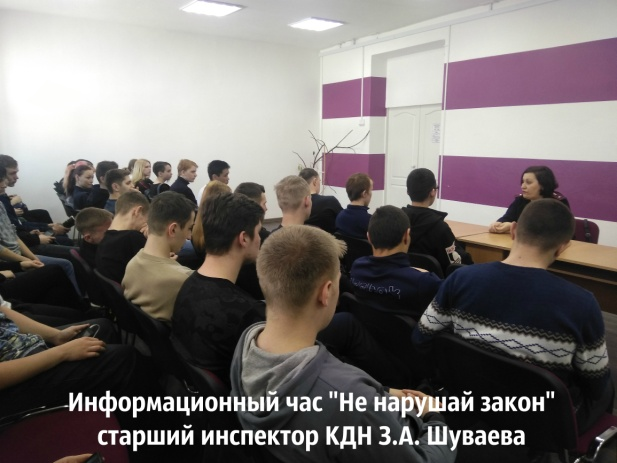 Информационный час "Не нарушай закон"
старший инспектор КДН З.А. Шуваева